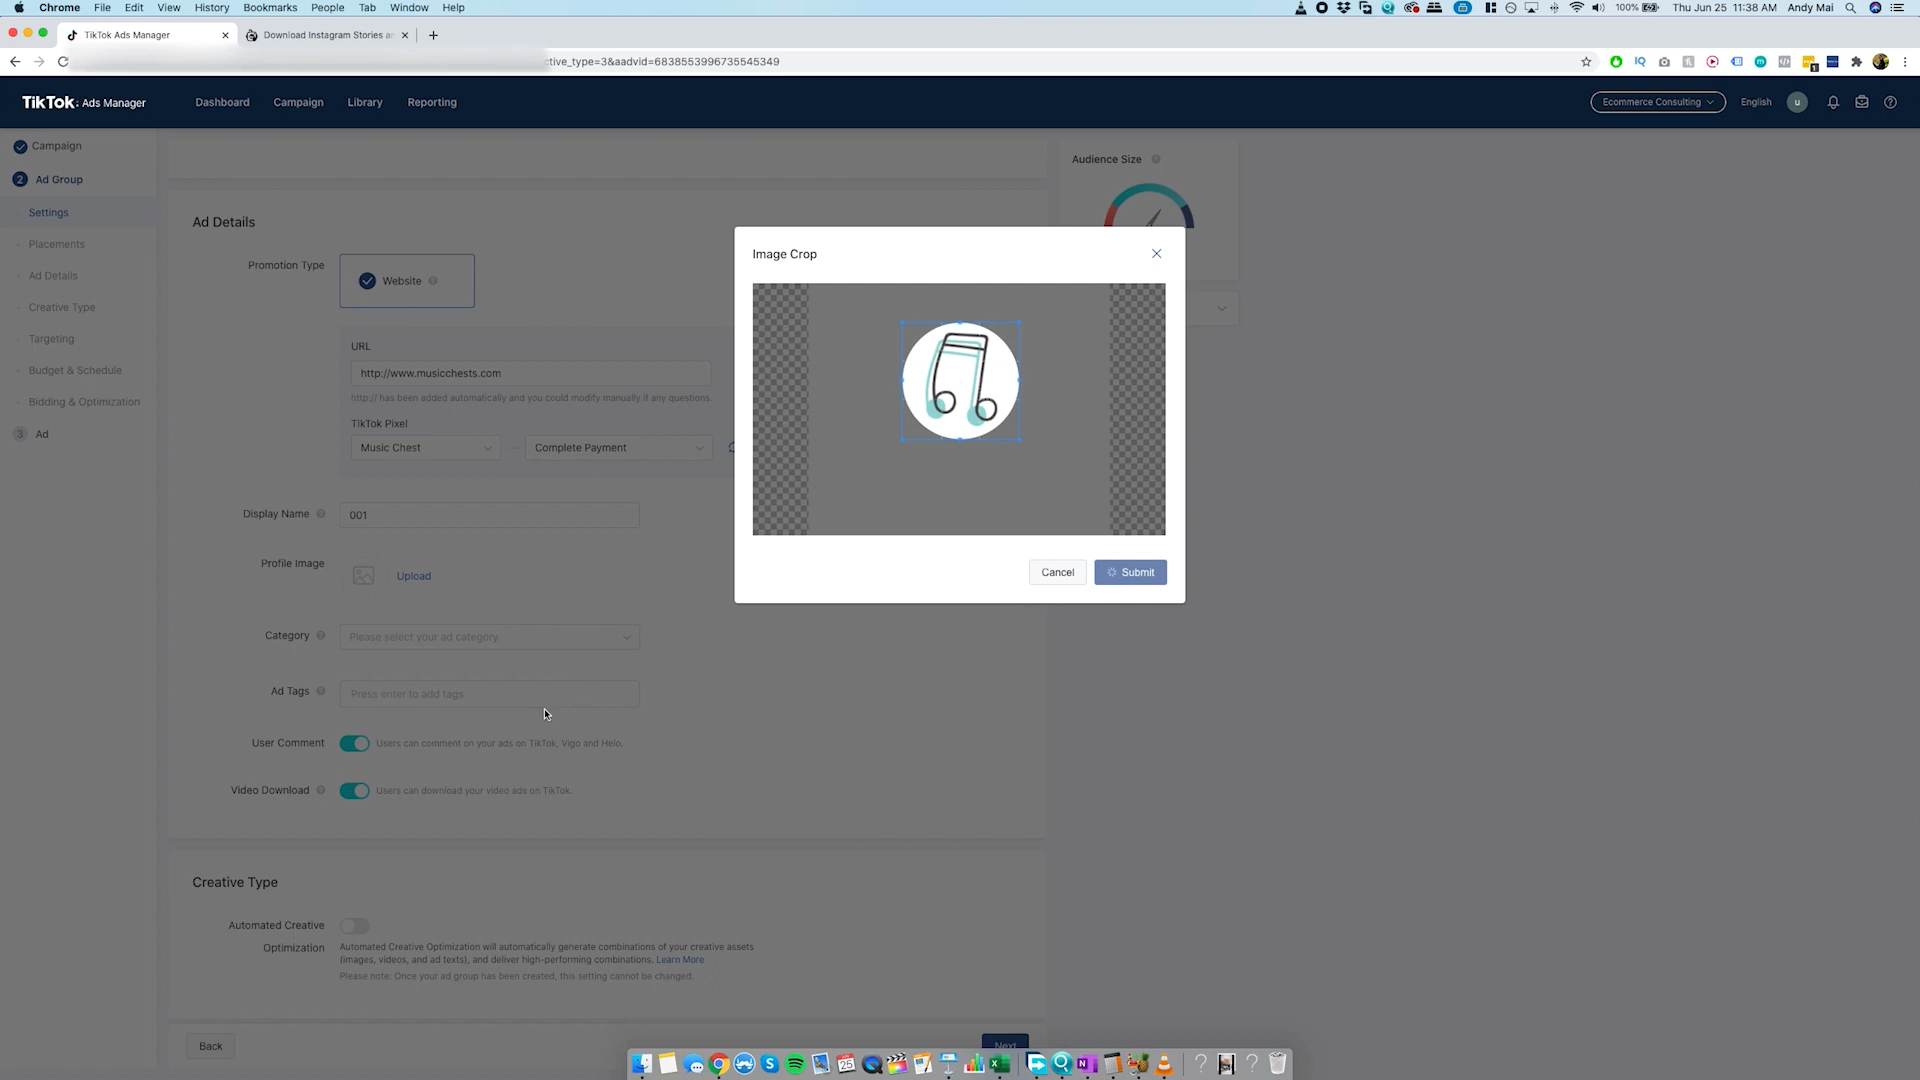 Chrome File Edit View History Bookmarks People Tab Window Help
100% Thu Jun 25 11:38 AM Andy Mai
TikTok Ads Manager
Download Instagram Stories a
ctive_type=3&aadvid=6838553996735545349
TikTok: Ads Manager
Dashboard Campaign Library Reporting
Ecommerce Consulting
English
u
Campaign
2 Ad Group
Settings
Placements
Ad Details
Creative Type
Targeting
Budget & Schedule
Bidding & Optimization
3 Ad
Audience Size
Ad Details
Promotion Type
Website
URL
http://www.musicchests.com
http:// has been added automatically and you could modify manually if any questions.
TikTok Pixel
Music Chest
Complete Payment
Display Name
001
Profile Image
Upload
Category
Please select your ad category
Ad Tags
Press enter to add tags
User Comment
Users can comment on your ads on TikTok, Vigo and Helo.
Video Download
Users can download your video ads on TikTok.
Image Crop
Cancel
Submit
Creative Type
Automated Creative
Optimization
Automated Creative Optimization will automatically generate combinations of your creative assets
(images, videos, and ad texts), and deliver high-performing combinations. Learn More
Please note: Once your ad group has been created, this setting cannot be changed.
Back
Next